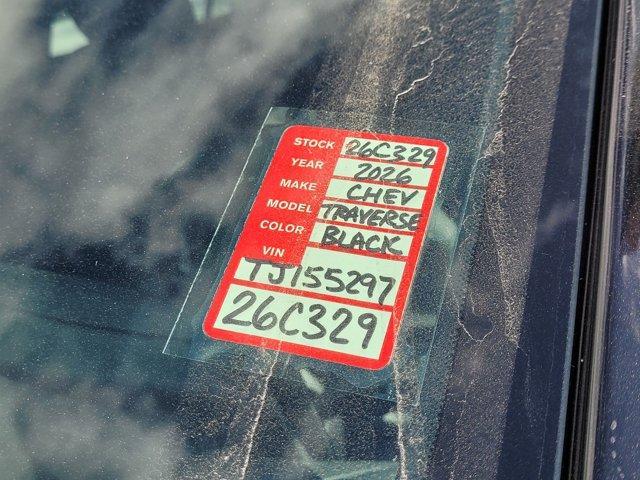 STOCK 26C329
YEAR 2026
MAKE CHEV
MODEL TRAVERSE
COLOR BLACK
VIN
TJ155297
26C329